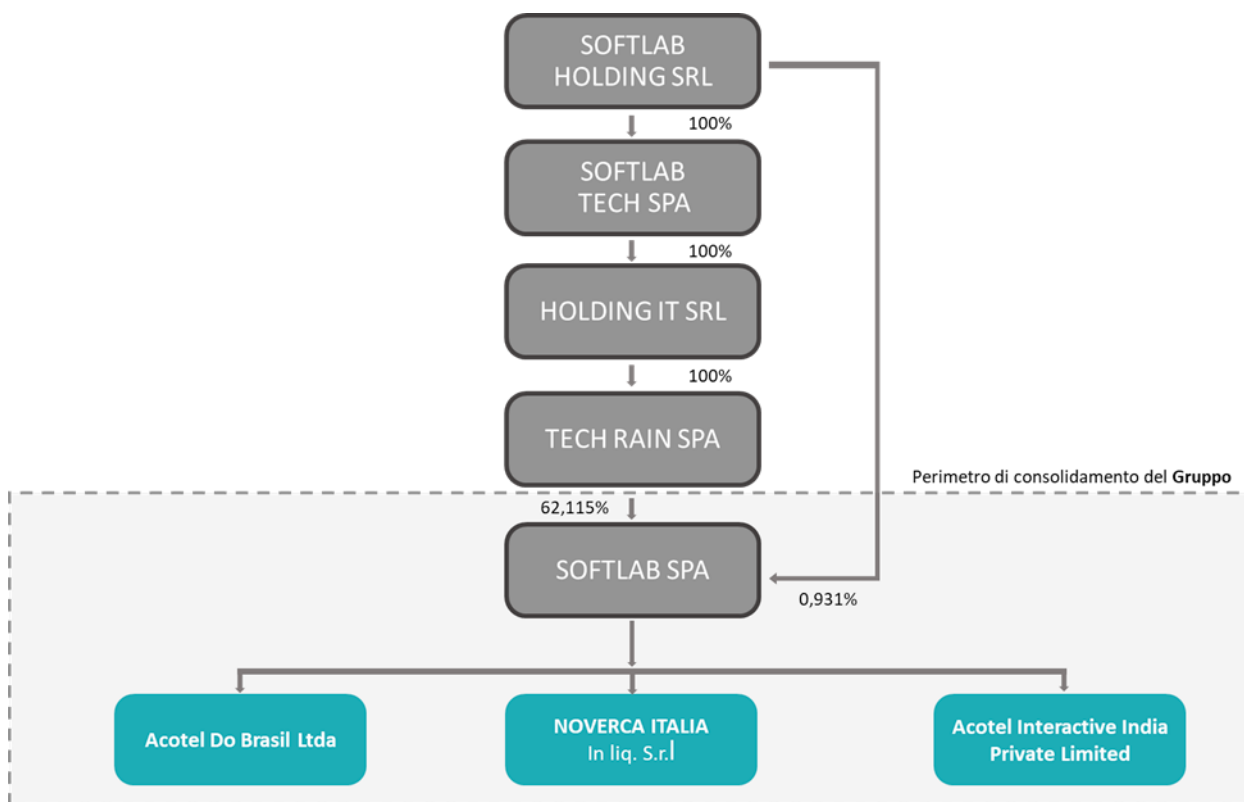 SOFTLAB
HOLDING SRL
100%
SOFTLAB
TECH SPA
100%
HOLDING IT SRL
100%
TECH RAIN SPA
Perimetro di consolidamento del Gruppo
62,115%
SOFTLAB SPA
0,931%
Acotel Do Brasil Ltda
NOVERCA ITALIA
In liq. S.r.l
Acotel Interactive India
Private Limited